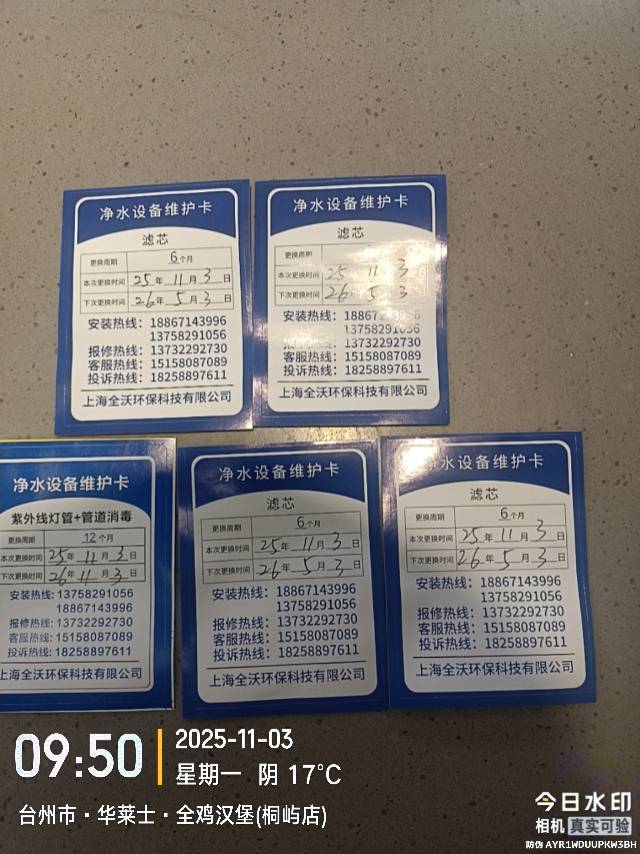 净水设备维护卡
滤芯
更换周期 6个月
本次更换时间 25年11月3日
下次更换时间 26年5月3日
安装热线：18867143996
13758291056
报修热线：13732292730
客服热线：15158087089
投诉热线：18258897611
上海全沃环保科技有限公司
净水设备维护卡
滤芯
更换周期
本次更换时间 25 11 3
下次更换时间 26 5 3
安装热线：18867143996
13758291056
报修热线：13732292730
客服热线：15158087089
投诉热线：18258897611
上海全沃环保科技有限公司
净水设备维护卡
紫外线灯管+管道消毒
更换周期 12个月
本次更换时间 25年11月3日
下次更换时间 26年11月3日
安装热线：13758291056
18867143996
报修热线：13732292730
客服热线：15158087089
投诉热线：18258897611
上海全沃环保科技有限公司
净水设备维护卡
滤芯
更换周期 6个月
本次更换时间 25年11月3日
下次更换时间 26年5月3日
安装热线：18867143996
13758291056
报修热线：13732292730
客服热线：15158087089
投诉热线：18258897611
上海全沃环保科技有限公司
净水设备维护卡
滤芯
更换周期 6个月
本次更换时间 25年11月3日
下次更换时间 26年5月3日
安装热线：18867143996
13758291056
报修热线：13732292730
客服热线：15158087089
投诉热线：18258897611
上海全沃环保科技有限公司
09:50
2025-11-03
星期一 阴 17℃
台州市·华莱士·全鸡汉堡(桐屿店)
今日水印
相机 真实可验
防伪 AYR1WDUUPKW3BH